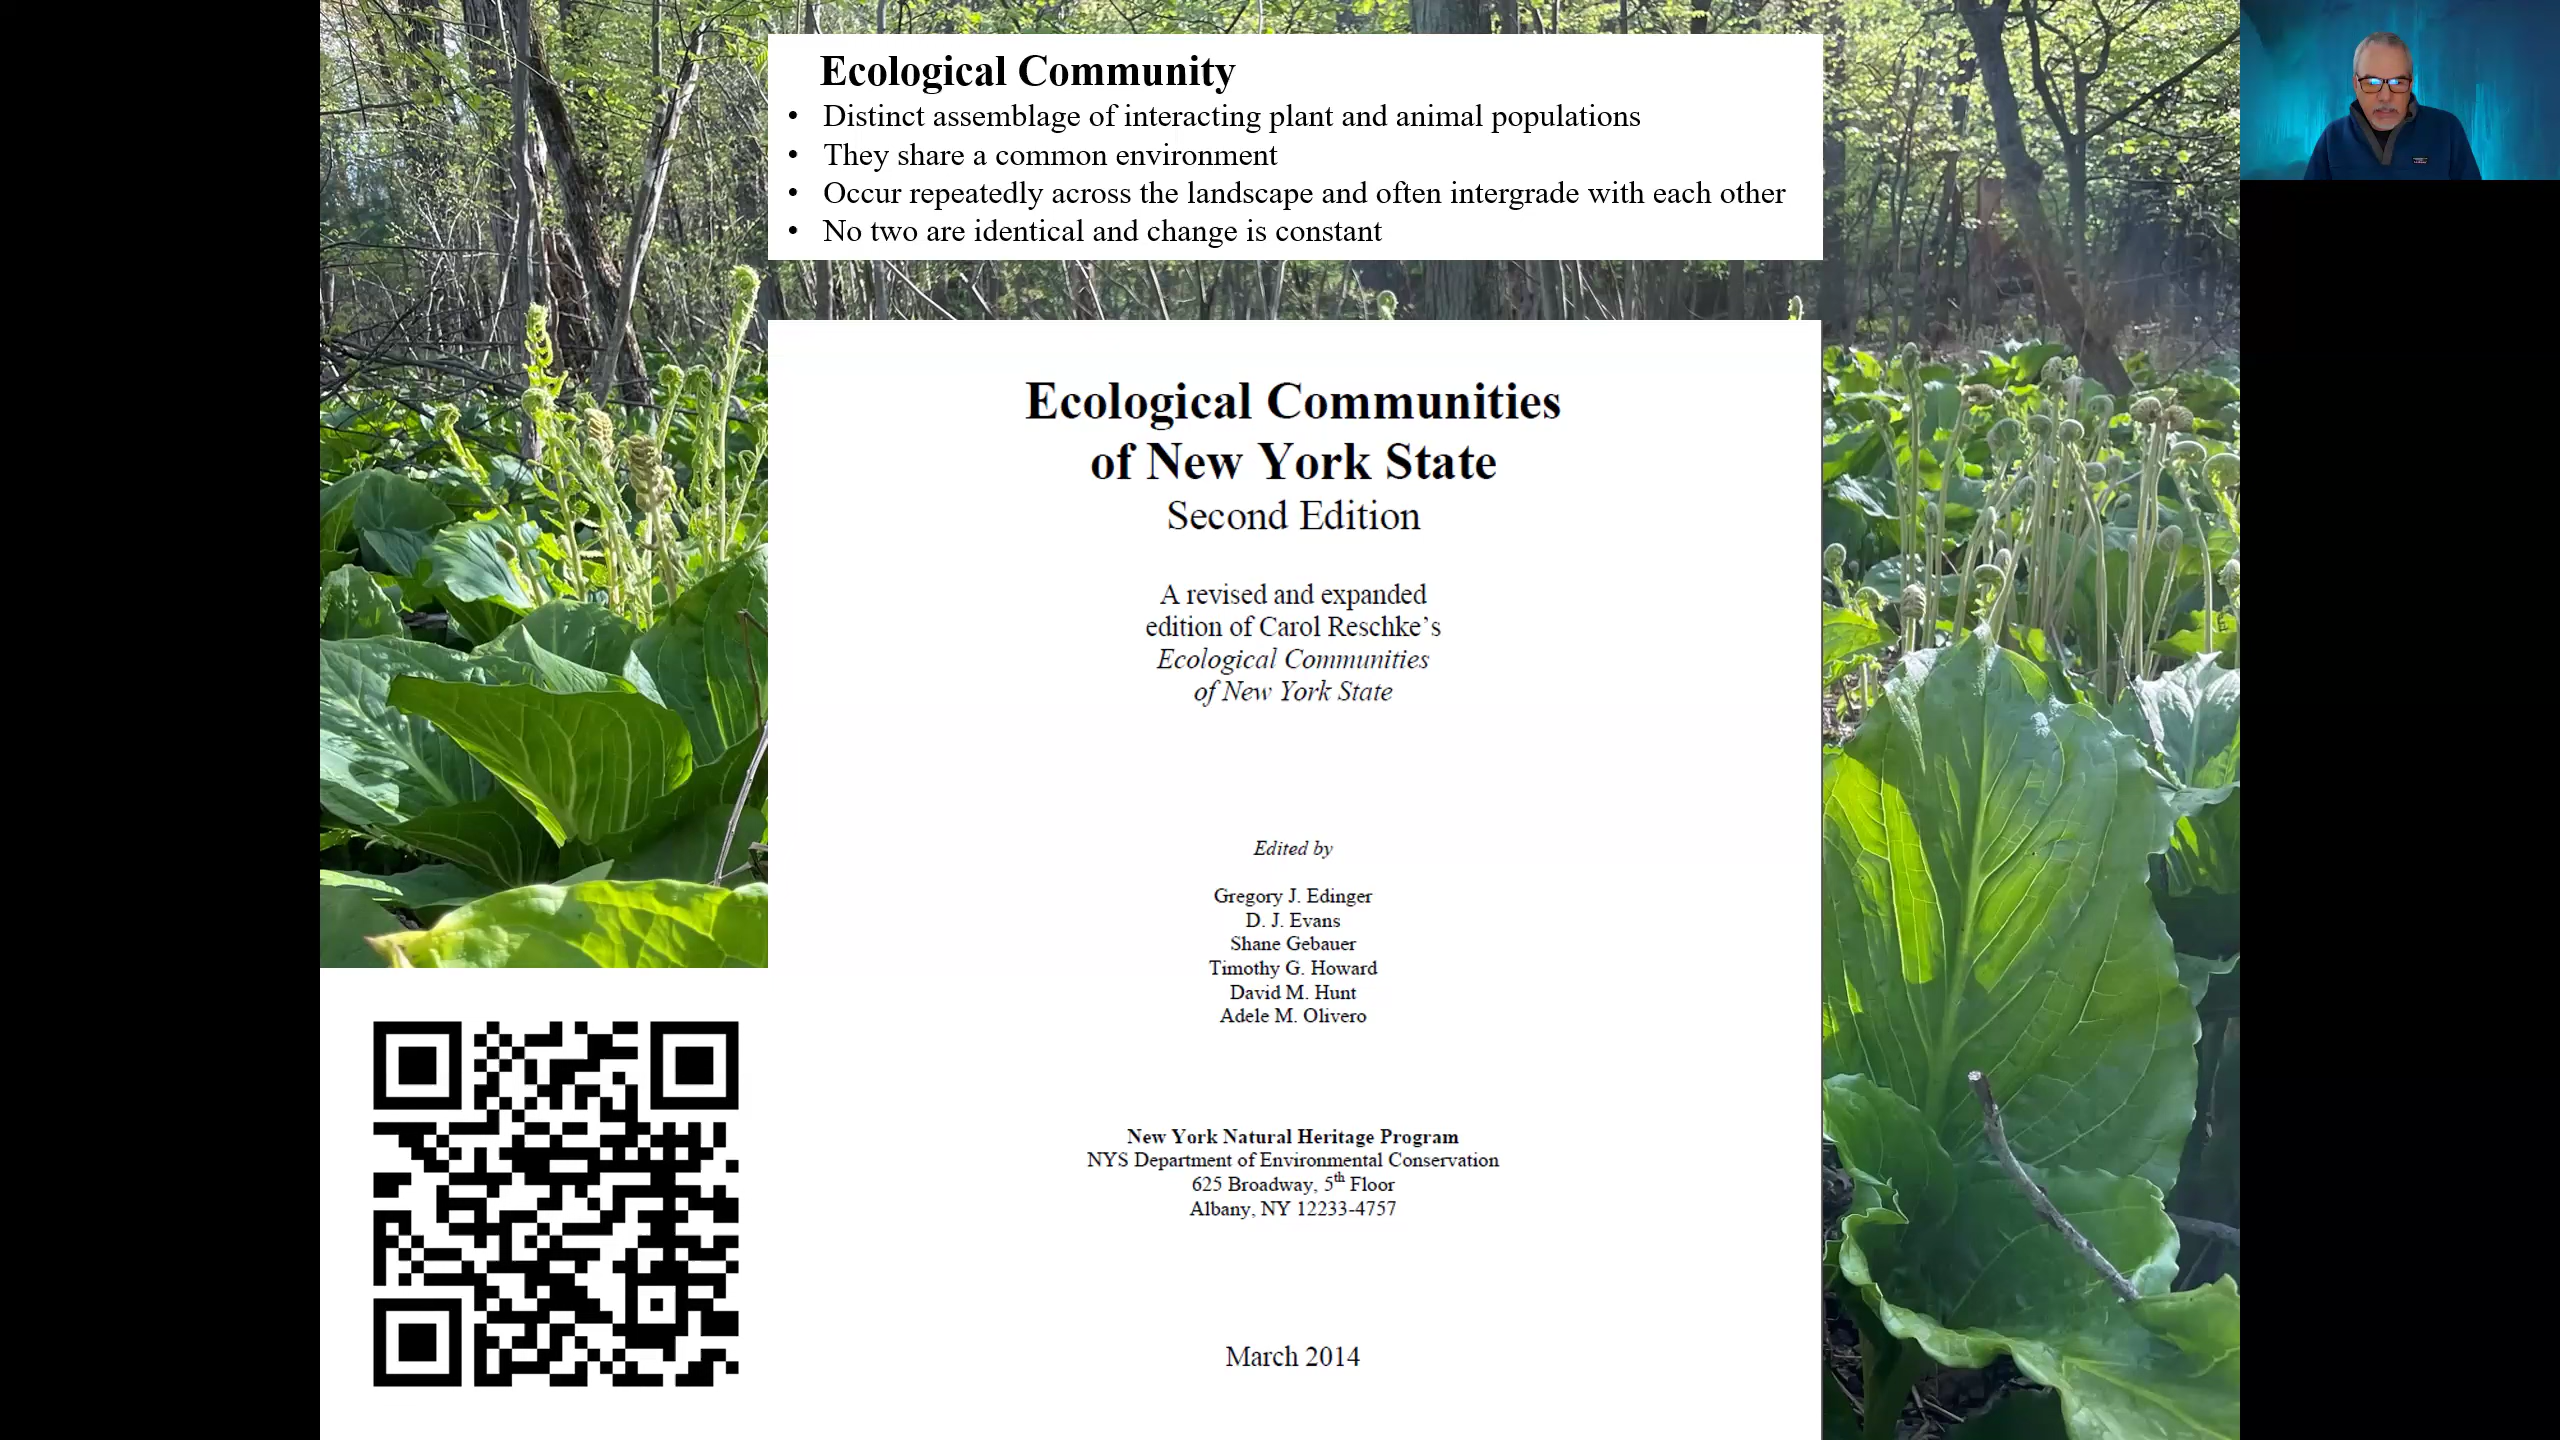 Ecological Community
• Distinct assemblage of interacting plant and animal populations
• They share a common environment
• Occur repeatedly across the landscape and often intergrade with each other
• No two are identical and change is constant
Ecological Communities
of New York State
Second Edition
A revised and expanded
edition of Carol Reschke’s
Ecological Communities
of New York State
Edited by
Gregory J. Edinger
D. J. Evans
Shane Gebauer
Timothy G. Howard
David M. Hunt
Adele M. Olivero
New York Natural Heritage Program
NYS Department of Environmental Conservation
625 Broadway, 5th Floor
Albany, NY 12233-4757
March 2014